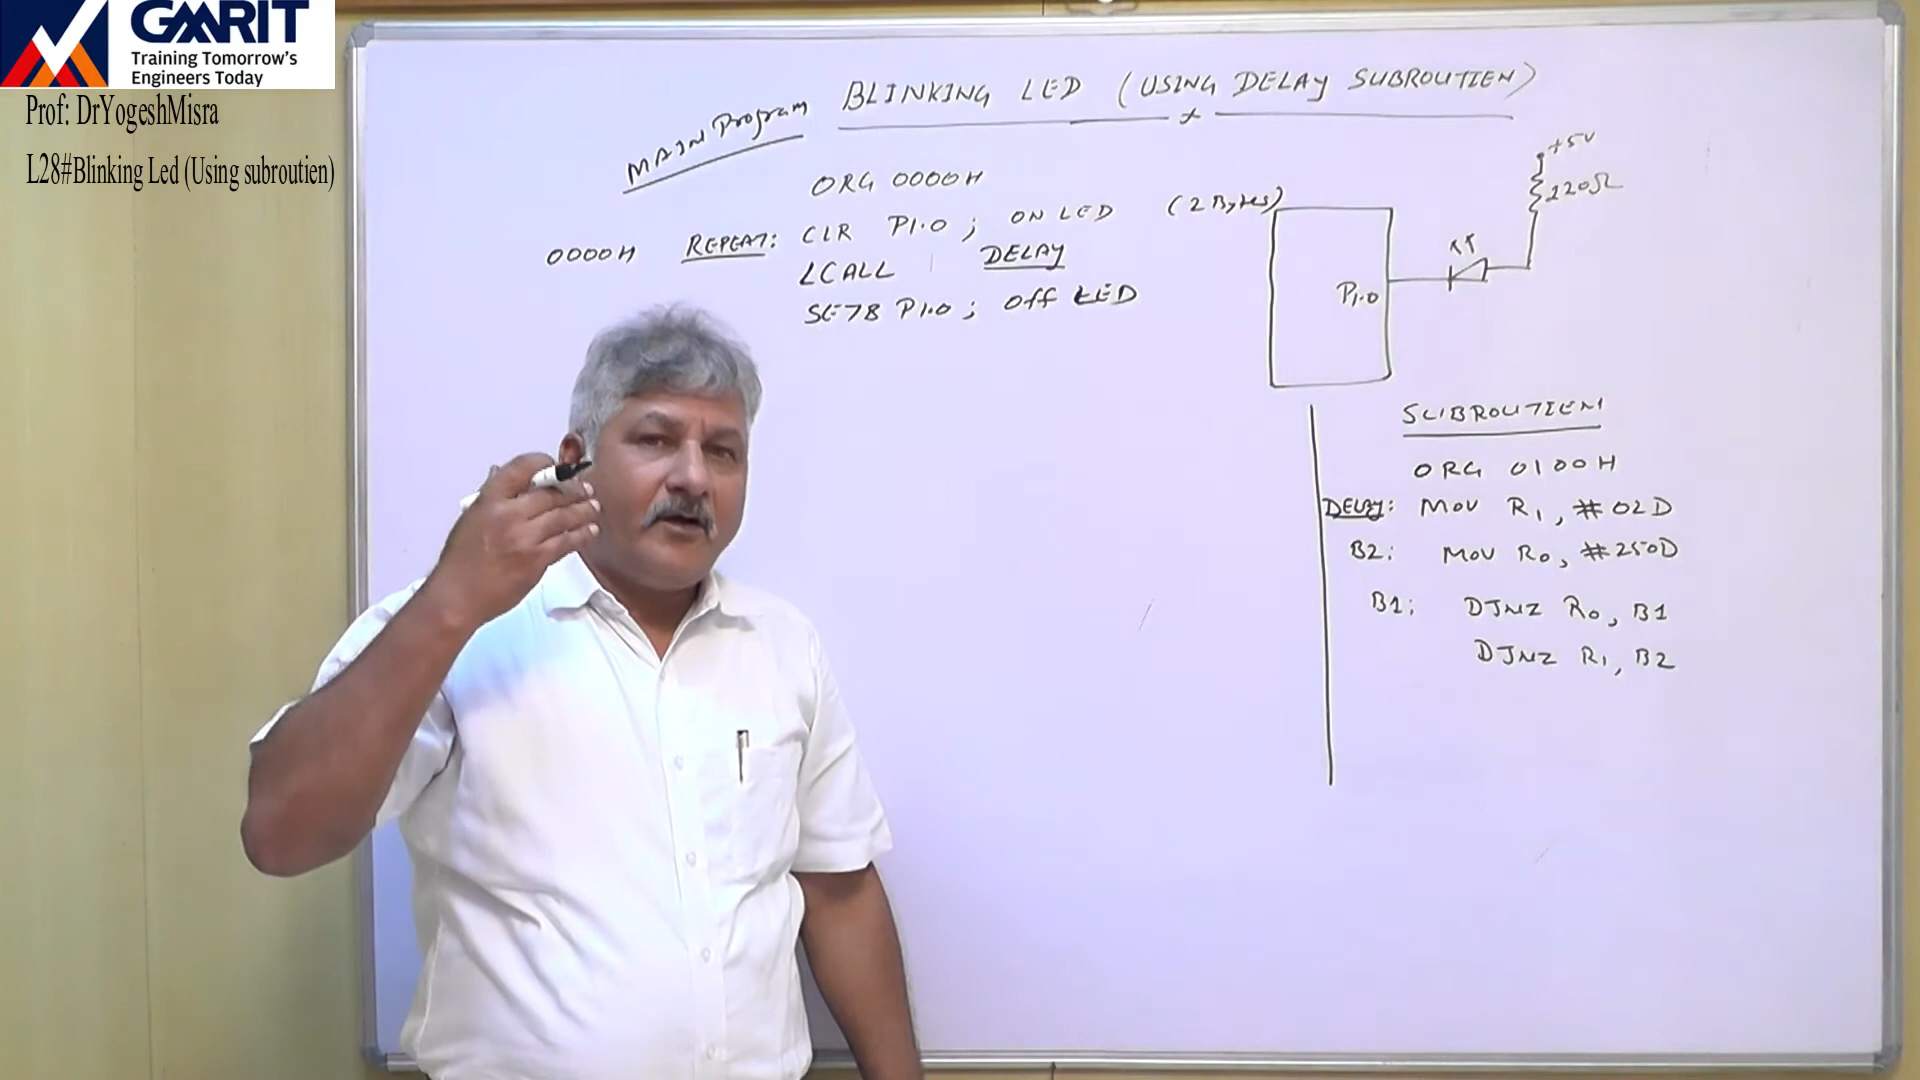 GMRIT
Training Tomorrow's
Engineers Today
Prof: DrYogeshMisra
L28#Blinking Led (Using subroutien)
BLINKING LED (USING DELAY SUBROUTIEN)
MAIN Program
ORG 0000H
0000H REPEAT: CLR P1.0 ; ON LED (2 Bytes)
LCALL DELAY
SETB P1.0 ; Off LED
+5V
220Ω
P1.0
SUBROUTIEN
ORG 0100H
DELAY: MOV R1, #02D
B2: MOV R0, #250D
B1: DJNZ R0, B1
DJNZ R1, B2